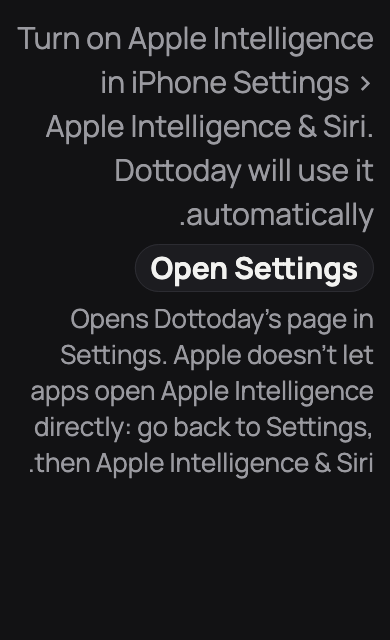 Turn on Apple Intelligence
in iPhone Settings >
Apple Intelligence & Siri.
Dottoday will use it
.automatically
Open Settings
Opens Dottoday's page in
Settings. Apple doesn't let
apps open Apple Intelligence
directly: go back to Settings,
.then Apple Intelligence & Siri